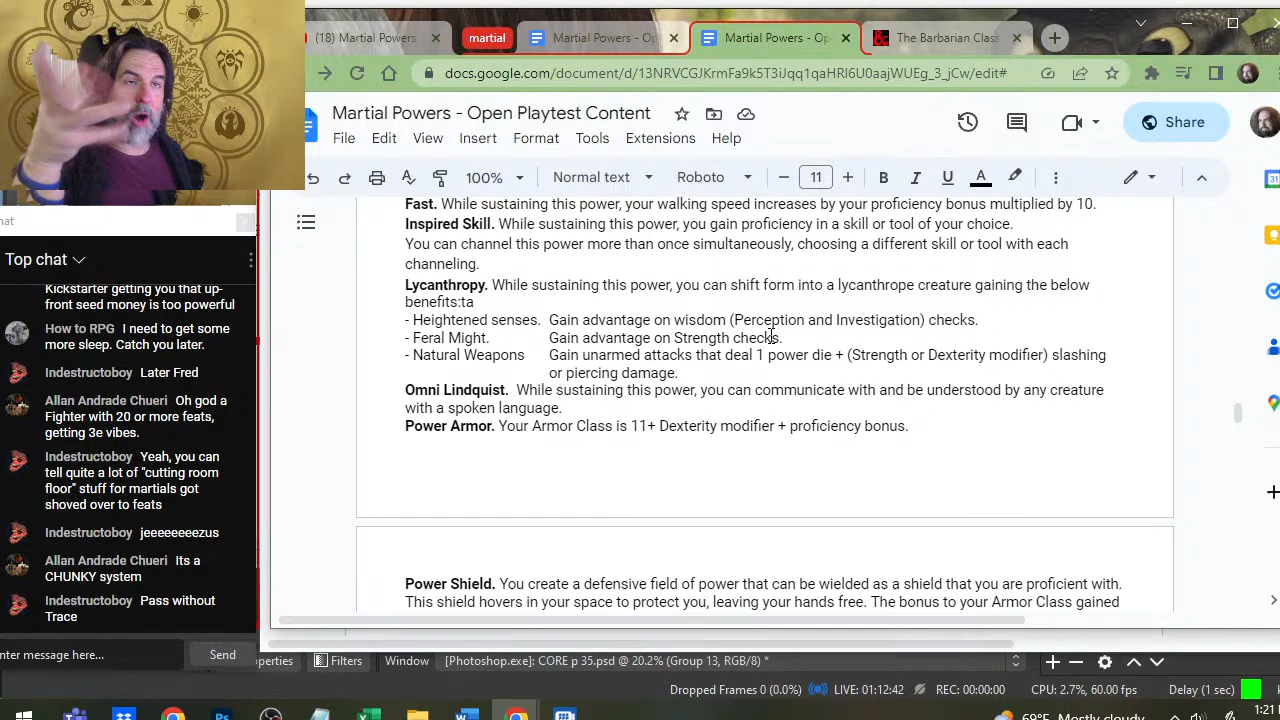 (18) Martial Powers
martial
Martial Powers - Op
Martial Powers - Op
The Barbarian Class
docs.google.com/document/d/13NRVCGJKrmFa9k5T3iJqq1qaHRl6h0aajWUEg_3_jCw/edit#
Martial Powers - Open Playtest Content
File Edit View Insert Format Tools Extensions Help
Share
100% Normal text Roboto 11 B I U A
Fast. While sustaining this power, your walking speed increases by your proficiency bonus multiplied by 10.
Inspired Skill. While sustaining this power, you gain proficiency in a skill or tool of your choice.
You can channel this power more than once simultaneously, choosing a different skill or tool with each
channeling.
Lycanthropy. While sustaining this power, you can shift form into a lycanthrope creature gaining the below
benefits:ta
- Heightened senses. Gain advantage on wisdom (Perception and Investigation) checks.
- Feral Might. Gain advantage on Strength checks.
- Natural Weapons Gain unarmed attacks that deal 1 power die + (Strength or Dexterity modifier) slashing
or piercing damage.
Omni Lindquist. While sustaining this power, you can communicate with and be understood by any creature
with a spoken language.
Power Armor. Your Armor Class is 11+ Dexterity modifier + proficiency bonus.
Power Shield. You create a defensive field of power that can be wielded as a shield that you are proficient with.
This shield hovers in your space to protect you, leaving your hands free. The bonus to your Armor Class gained
hat
Top chat
Kickstarter getting you that up-
front seed money is too powerful
How to RPG I need to get some
more sleep. Catch you later.
Indestructoboy Later Fred
Allan Andrade Chueri Oh god a
Fighter with 20 or more feats,
getting 3e vibes.
Indestructoboy Yeah, you can
tell quite a lot of "cutting room
floor" stuff for martials got
shoved over to feats
Indestructoboy jeeeeeeezus
Allan Andrade Chueri Its a
CHUNKY system
Indestructoboy Pass without
Trace
nter message here...
Send
operties Filters Window [Photoshop.exe]: CORE p 35.psd @ 20.2% (Group 13, RGB/8) *
Dropped Frames 0 (0.0%) LIVE: 01:12:42 REC: 00:00:00 CPU: 2.7%, 60.00 fps Delay (1 sec)
69°F Mostly cloudy
1:21